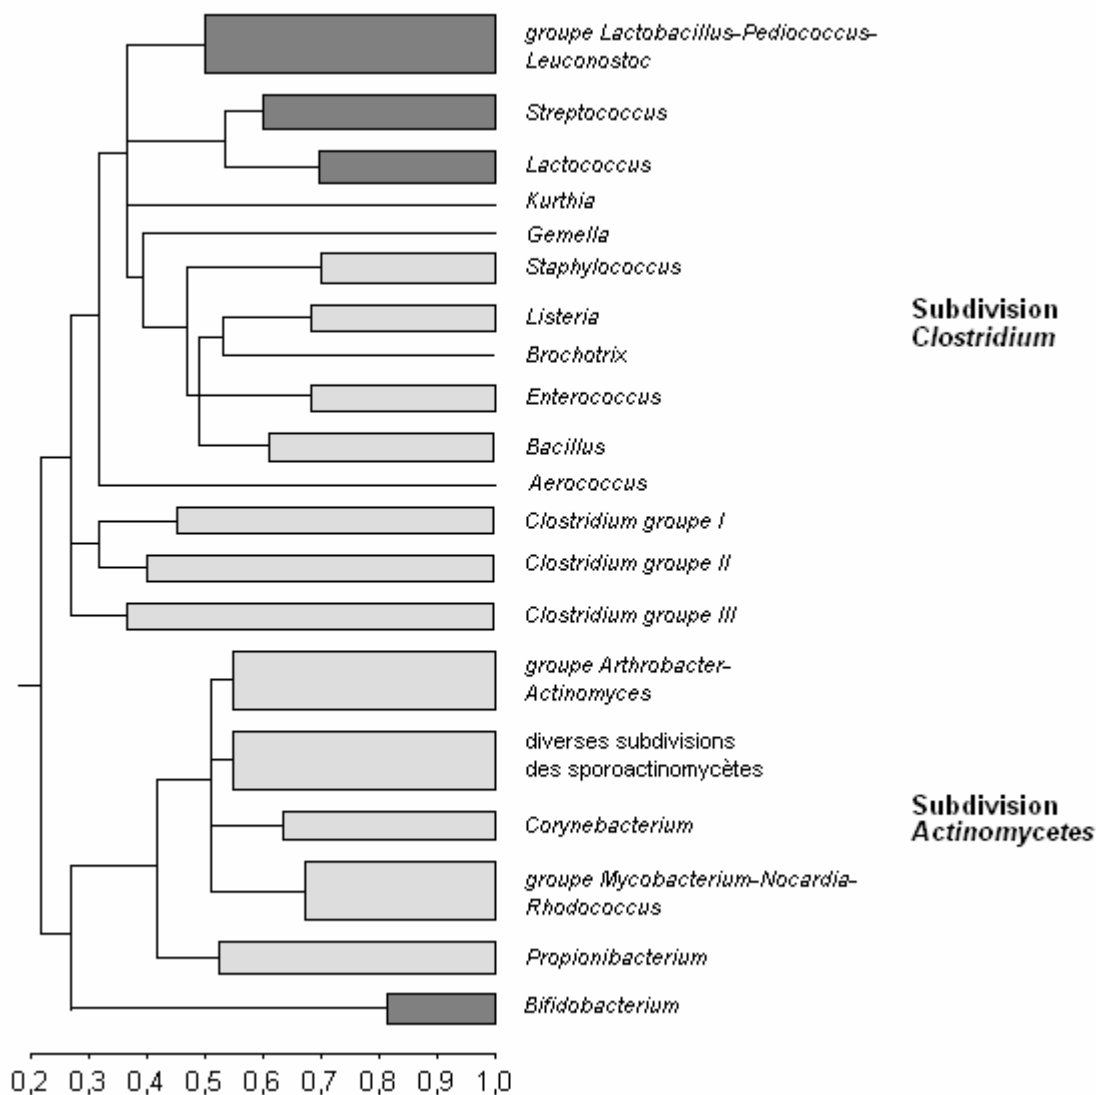 groupe Lactobacillus-Pediococcus-
Leuconostoc
Streptococcus
Lactococcus
Kurthia
Gemella
Staphylococcus
Listeria
Subdivision
Clostridium
Brochotrix
Enterococcus
Bacillus
Aerococcus
Clostridium groupe I
Clostridium groupe II
Clostridium groupe III
groupe Arthrobacter-
Actinomyces
diverses subdivisions
des sporoactinomycètes
Subdivision
Actinomycetes
Corynebacterium
groupe Mycobacterium-Nocardia-
Rhodococcus
Propionibacterium
Bifidobacterium
0,2 0,3 0,4 0,5 0,6 0,7 0,8 0,9 1,0